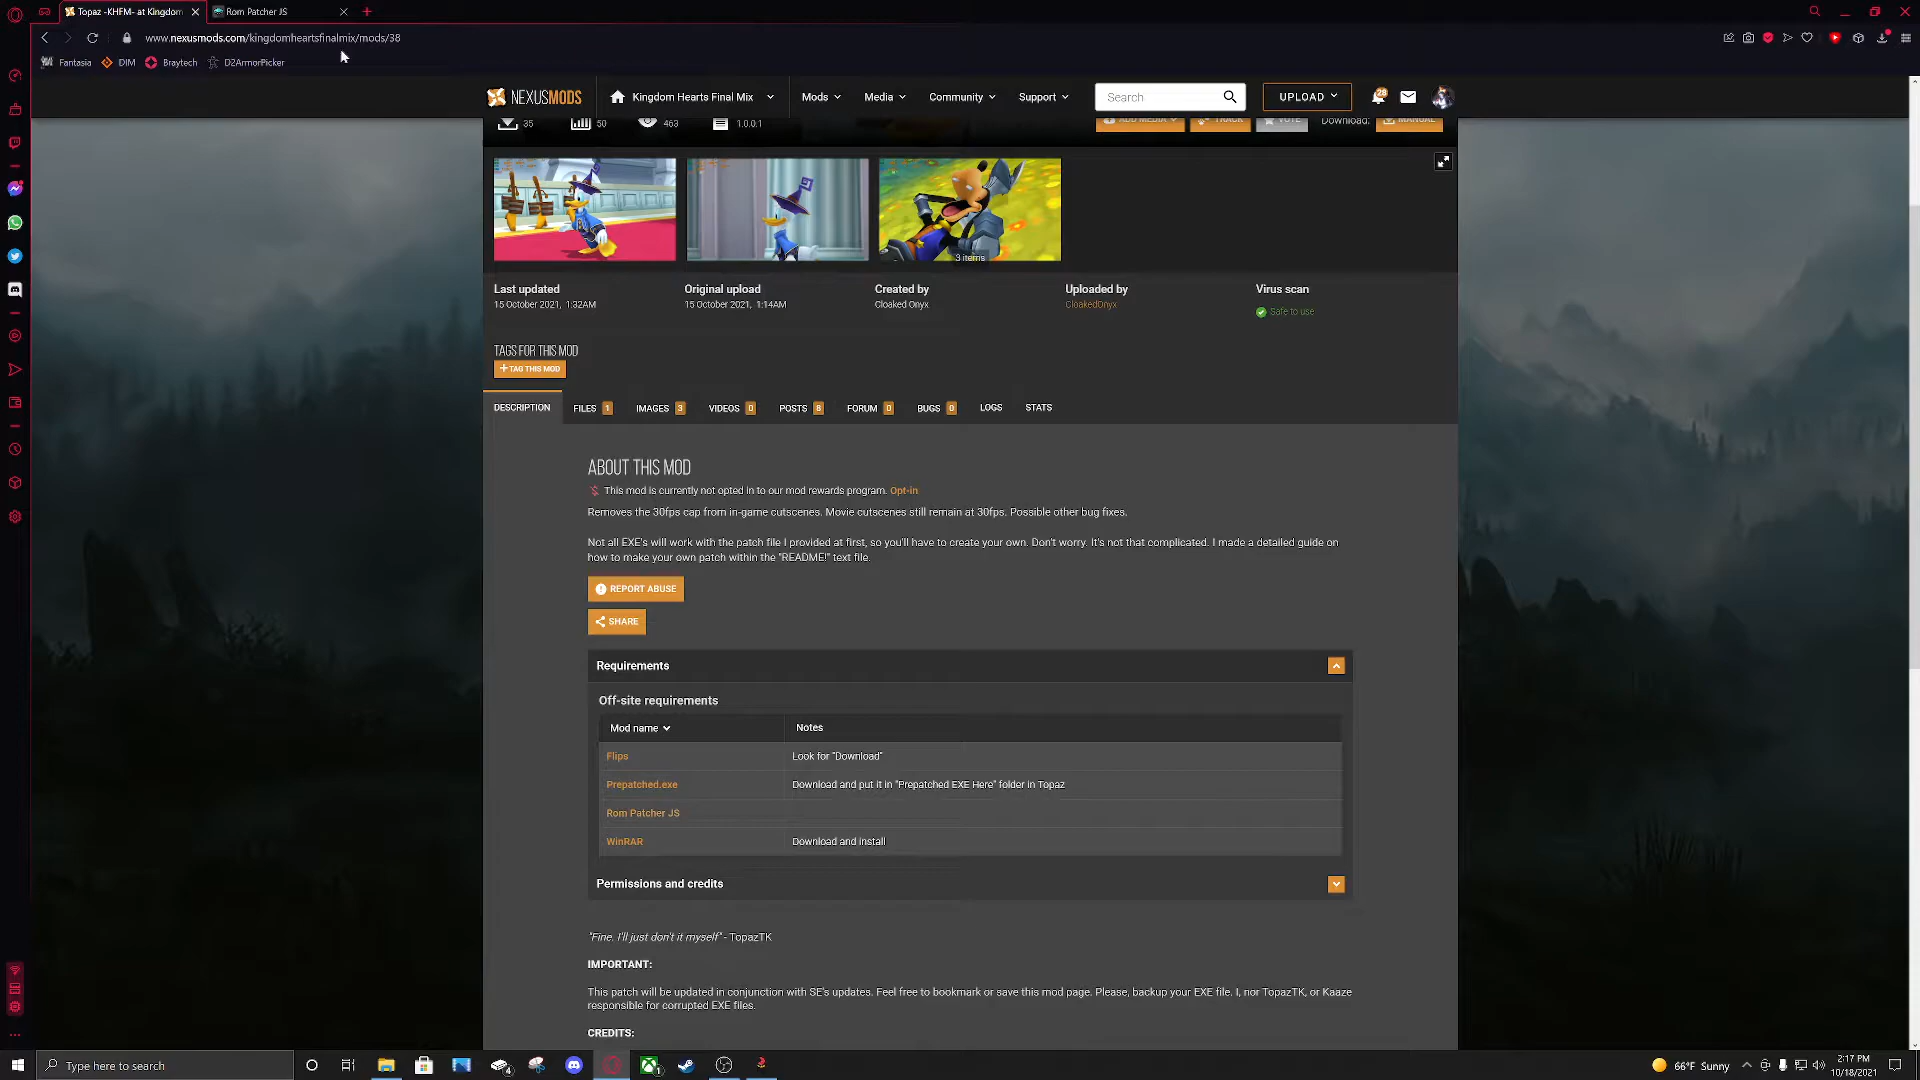 Topaz -KHFM- at Kingdom
Rom Patcher JS
www.nexusmods.com/kingdomheartsfinalmix/mods/38
Fantasia
DIM
Braytech
D2ArmorPicker
NEXUSMODS
Kingdom Hearts Final Mix
Mods
Media
Community
Support
Search
UPLOAD
28
35
50
463
1.0.0.1
ADD MEDIA
TRACK
VOTE
Download:
MANUAL
3 items
Last updated
15 October 2021, 1:32AM
Original upload
15 October 2021, 1:14AM
Created by
Cloaked Onyx
Uploaded by
CloakedOnyx
Virus scan
Safe to use
TAGS FOR THIS MOD
+ TAG THIS MOD
DESCRIPTION
FILES 1
IMAGES 3
VIDEOS 0
POSTS 8
FORUM 0
BUGS 0
LOGS
STATS
ABOUT THIS MOD
This mod is currently not opted in to our mod rewards program. Opt-in
Removes the 30fps cap from in-game cutscenes. Movie cutscenes still remain at 30fps. Possible other bug fixes.
Not all EXE's will work with the patch file I provided at first, so you'll have to create your own. Don't worry. It's not that complicated. I made a detailed guide on
how to make your own patch within the "README!" text file.
REPORT ABUSE
SHARE
Requirements
Off-site requirements
Mod name
Notes
Flips
Look for "Download"
Prepatched.exe
Download and put it in "Prepatched EXE Here" folder in Topaz
Rom Patcher JS
WinRAR
Download and install
Permissions and credits
"Fine. I'll just don't it myself" - TopazTK
IMPORTANT:
This patch will be updated in conjunction with SE's updates. Feel free to bookmark or save this mod page. Please, backup your EXE file. I, nor TopazTK, or Kaaze
responsible for corrupted EXE files.
CREDITS:
Type here to search
4
1
66°F Sunny
2:17 PM
10/18/2021